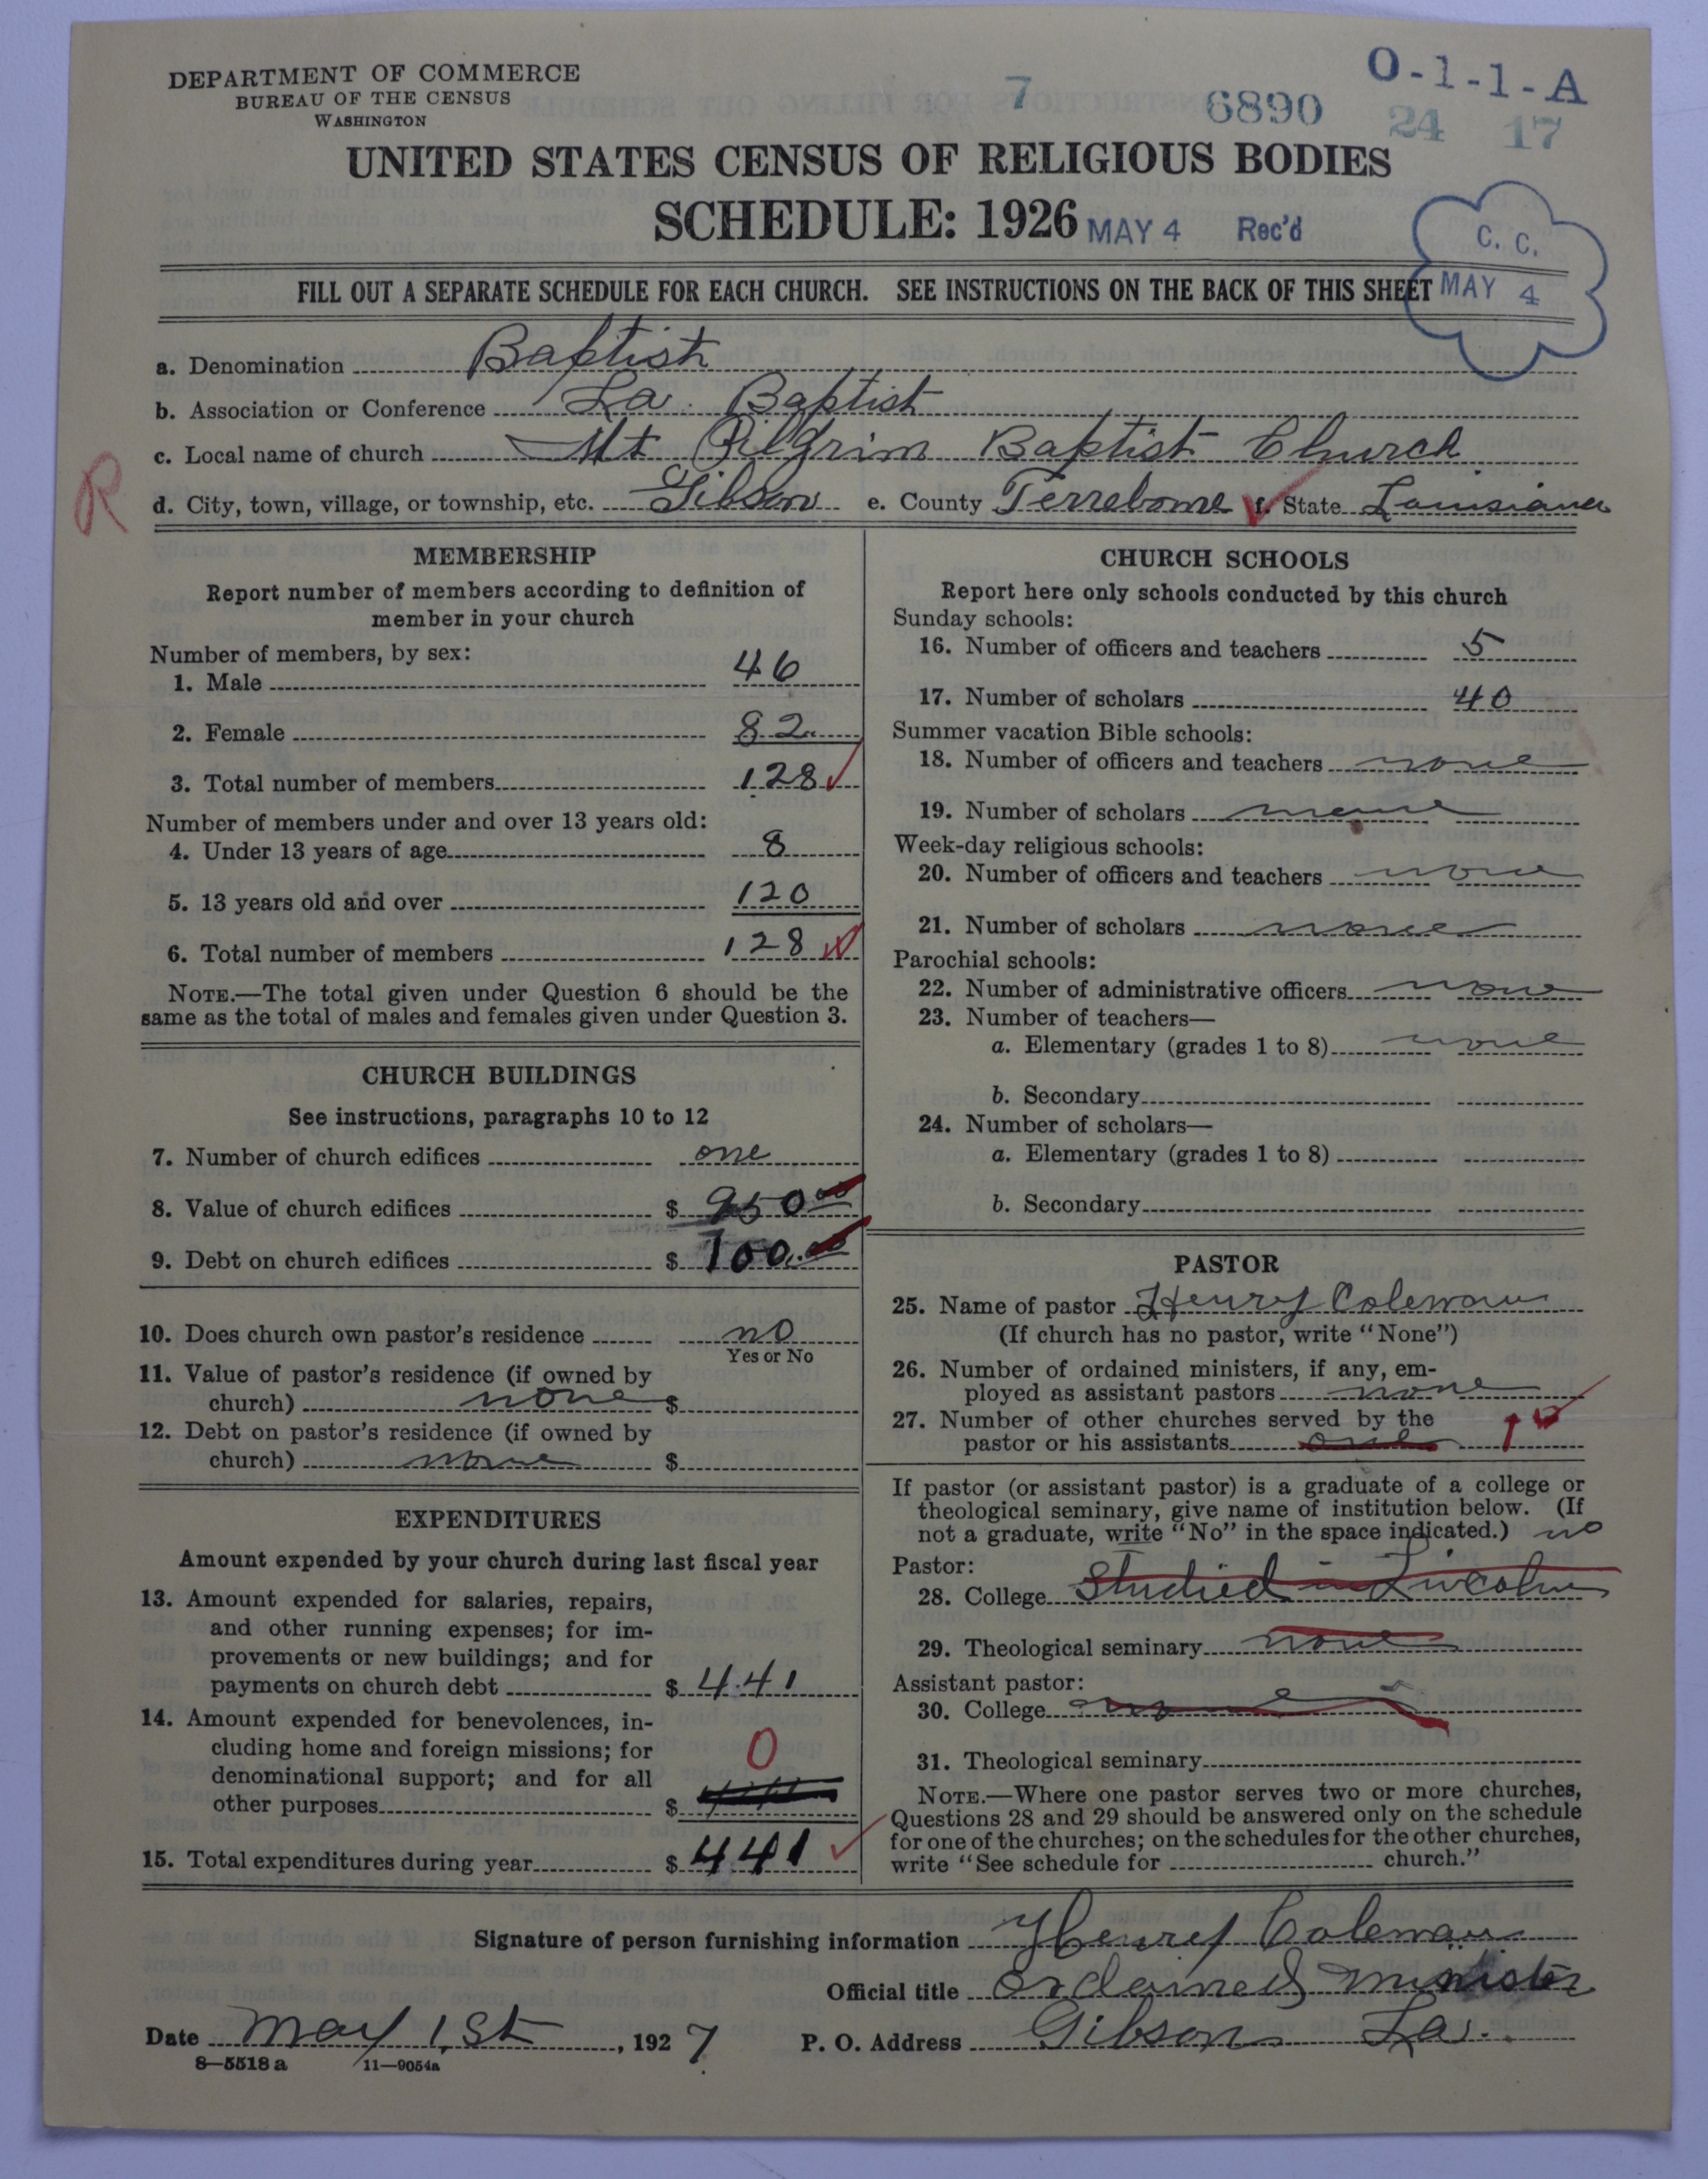 DEPARTMENT OF COMMERCE
BUREAU OF THE CENSUS
WASHINGTON
7 6890 O-1-1-A
24 17
UNITED STATES CENSUS OF RELIGIOUS BODIES
SCHEDULE: 1926 MAY 4 Rec'd
C. C.
MAY 4
FILL OUT A SEPARATE SCHEDULE FOR EACH CHURCH. SEE INSTRUCTIONS ON THE BACK OF THIS SHEET
a. Denomination Baptist
b. Association or Conference La. Baptist
c. Local name of church Mt Pilgrim Baptist Church
R
d. City, town, village, or township, etc. Gibson e. County Terrebonne f. State Louisiana
MEMBERSHIP
Report number of members according to definition of
member in your church
Number of members, by sex:
1. Male 46
2. Female 82
3. Total number of members 128
Number of members under and over 13 years old:
4. Under 13 years of age 8
5. 13 years old and over 120
6. Total number of members 128
NOTE.—The total given under Question 6 should be the
same as the total of males and females given under Question 3.
CHURCH BUILDINGS
See instructions, paragraphs 10 to 12
7. Number of church edifices one
8. Value of church edifices $ 950 00
9. Debt on church edifices $ 100.00
10. Does church own pastor's residence no
Yes or No
11. Value of pastor's residence (if owned by
church) none $
12. Debt on pastor's residence (if owned by
church) none $
EXPENDITURES
Amount expended by your church during last fiscal year
13. Amount expended for salaries, repairs,
and other running expenses; for im-
provements or new buildings; and for
payments on church debt $ 441
14. Amount expended for benevolences, in-
cluding home and foreign missions; for
denominational support; and for all 0
other purposes $
15. Total expenditures during year $ 441
CHURCH SCHOOLS
Report here only schools conducted by this church
Sunday schools:
16. Number of officers and teachers 5
17. Number of scholars 40
Summer vacation Bible schools:
18. Number of officers and teachers none
19. Number of scholars none
Week-day religious schools:
20. Number of officers and teachers none
21. Number of scholars none
Parochial schools:
22. Number of administrative officers none
23. Number of teachers—
a. Elementary (grades 1 to 8) none
b. Secondary
24. Number of scholars—
a. Elementary (grades 1 to 8)
b. Secondary
PASTOR
25. Name of pastor Henry Coleman
(If church has no pastor, write "None")
26. Number of ordained ministers, if any, em-
ployed as assistant pastors none
27. Number of other churches served by the
pastor or his assistants one 1
If pastor (or assistant pastor) is a graduate of a college or
theological seminary, give name of institution below. (If
not a graduate, write "No" in the space indicated.) no
Pastor:
28. College Studied in Lincoln
29. Theological seminary none
Assistant pastor:
30. College none
31. Theological seminary
NOTE.—Where one pastor serves two or more churches,
Questions 28 and 29 should be answered only on the schedule
for one of the churches; on the schedules for the other churches,
write "See schedule for church."
Signature of person furnishing information Henry Coleman
Official title ordained minister
Date May 1st, 1927 P. O. Address Gibson La.
8—5518 a 11—9054a